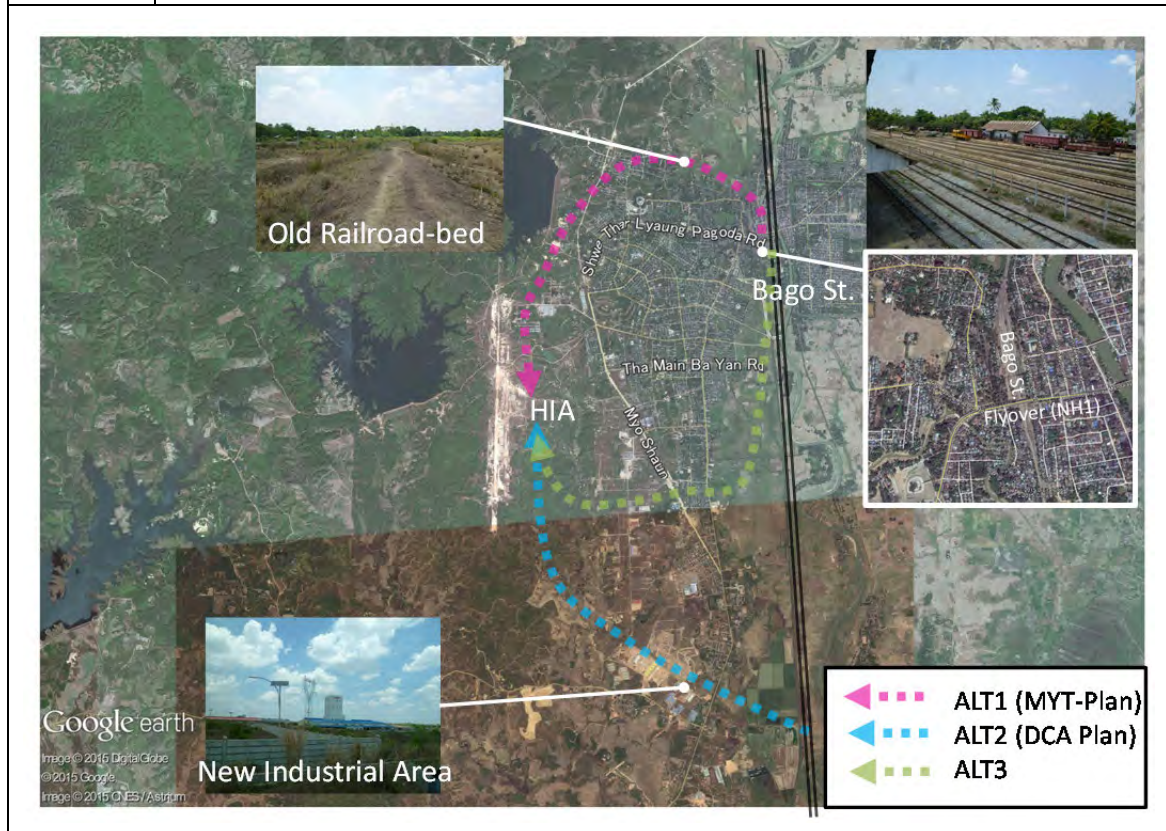 Old Railroad-bed
Shwe Thar Lyaung Pagoda Rd
Bago St.
Bago St.
Flyover (NH1)
Tha Main Ba Yan Rd
HIA
Myo Shaun
New Industrial Area
Google earth
Image © 2015 DigitalGlobe
© 2015 Google
Image © 2015 CNES / Astrium
ALT1 (MYT-Plan)
ALT2 (DCA Plan)
ALT3